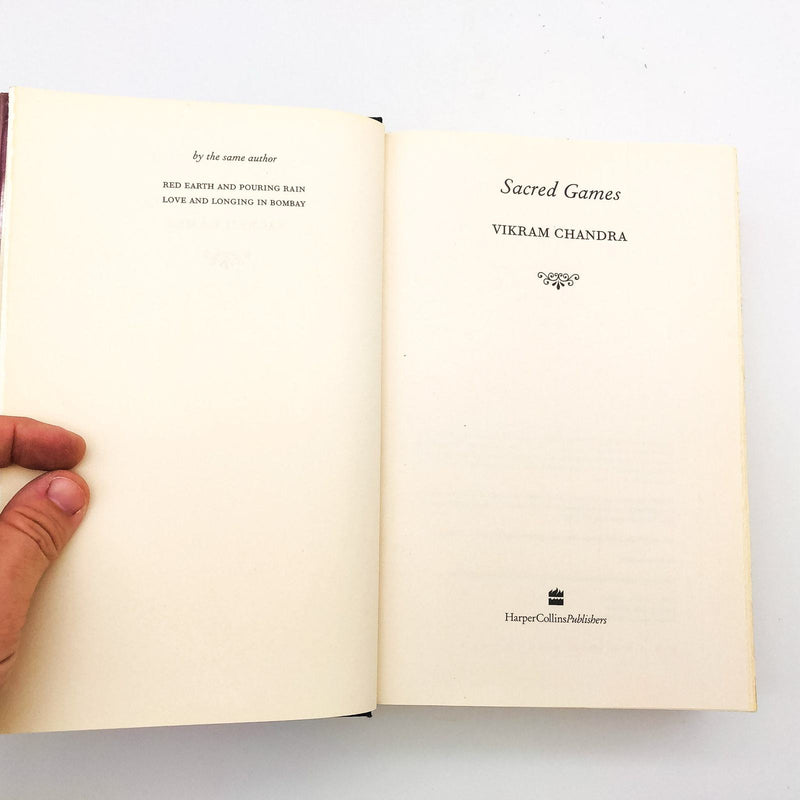 by the same author
RED EARTH AND POURING RAIN
LOVE AND LONGING IN BOMBAY
Sacred Games
VIKRAM CHANDRA
HarperCollinsPublishers